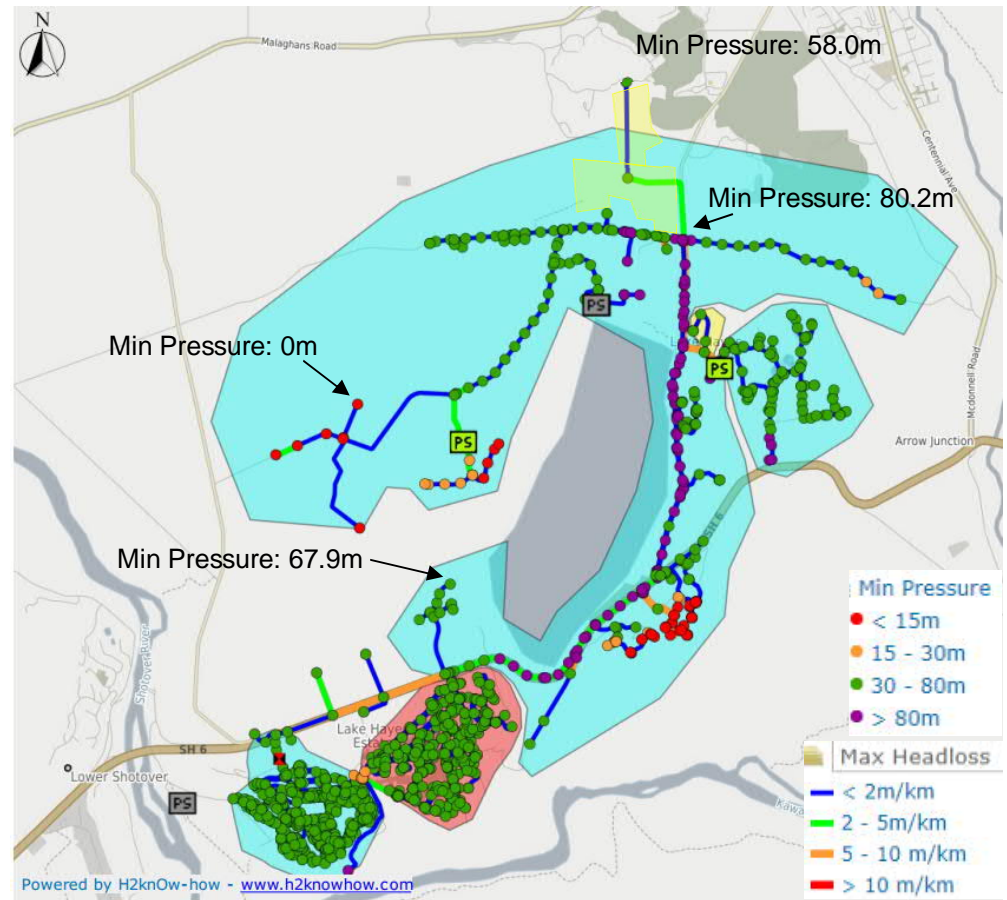 N
Malaghans Road
Min Pressure: 58.0m
Centennial Ave
Min Pressure: 80.2m
PS
Min Pressure: 0m
PS
Mcdonnell Road
PS
Arrow Junction
SH 6
Min Pressure: 67.9m
Shotover River
Min Pressure
< 15m
15 - 30m
30 - 80m
> 80m
Lake Haye
Esta
SH 6
Lower Shotover
PS
Max Headloss
< 2m/km
2 - 5m/km
5 - 10 m/km
> 10 m/km
Powered by H2knOw-how - www.h2knowhow.com